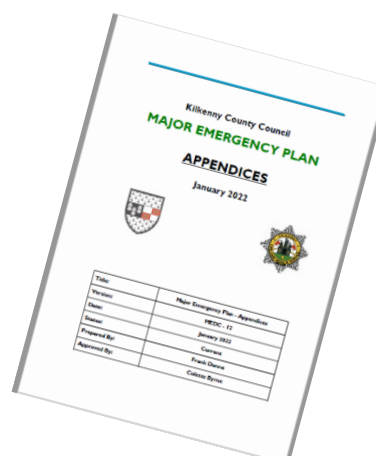 Kilkenny County Council
MAJOR EMERGENCY PLAN
APPENDICES
January 2022
Title: Major Emergency Plan - Appendices
Version: MEDC - 12
Date: January 2022
Status: Current
Prepared By: Frank Dunne
Approved By: Colette Byrne